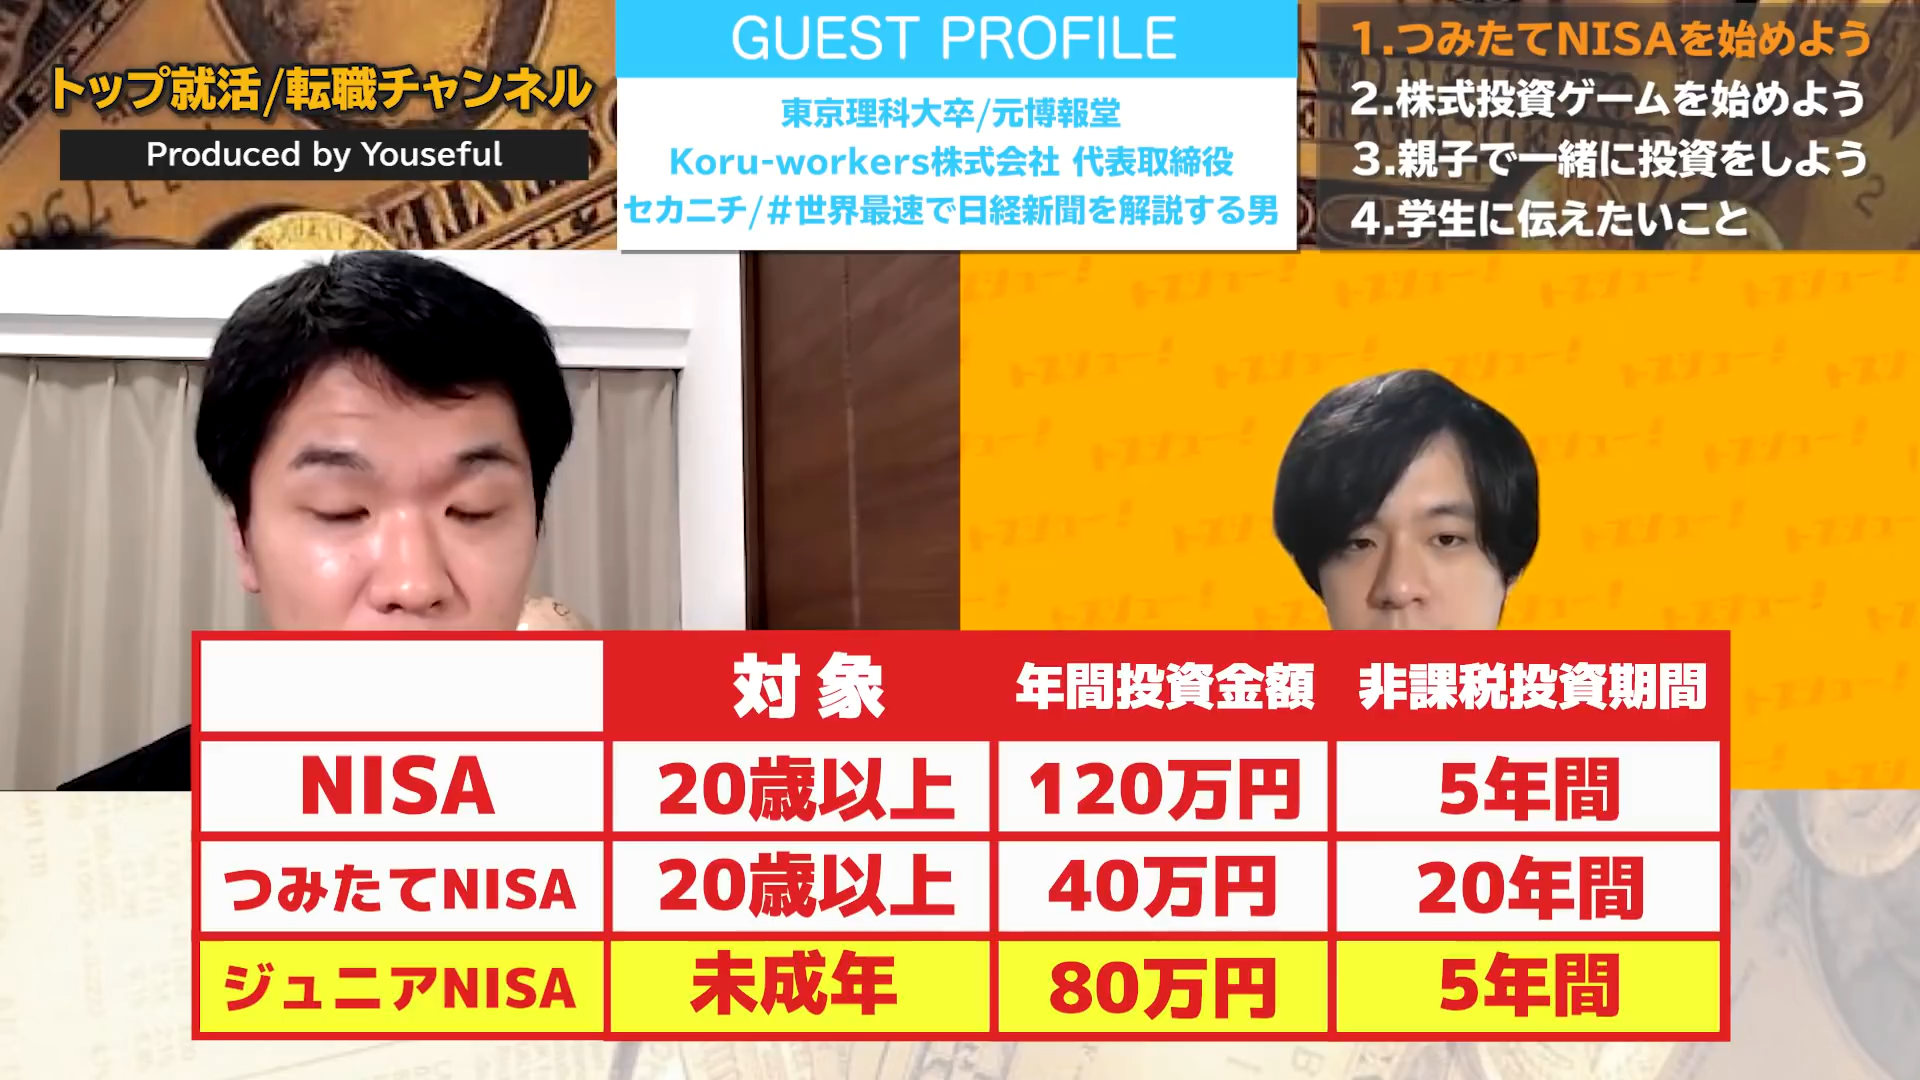 トップ就活/転職チャンネル
Produced by Youseful
GUEST PROFILE
東京理科大卒/元博報堂
Koru-workers株式会社 代表取締役
セカニチ/#世界最速で日経新聞を解説する男
1.つみたてNISAを始めよう
2.株式投資ゲームを始めよう
3.親子で一緒に投資をしよう
4.学生に伝えたいこと
対象 年間投資金額 非課税投資期間
NISA 20歳以上 120万円 5年間
つみたてNISA 20歳以上 40万円 20年間
ジュニアNISA 未成年 80万円 5年間